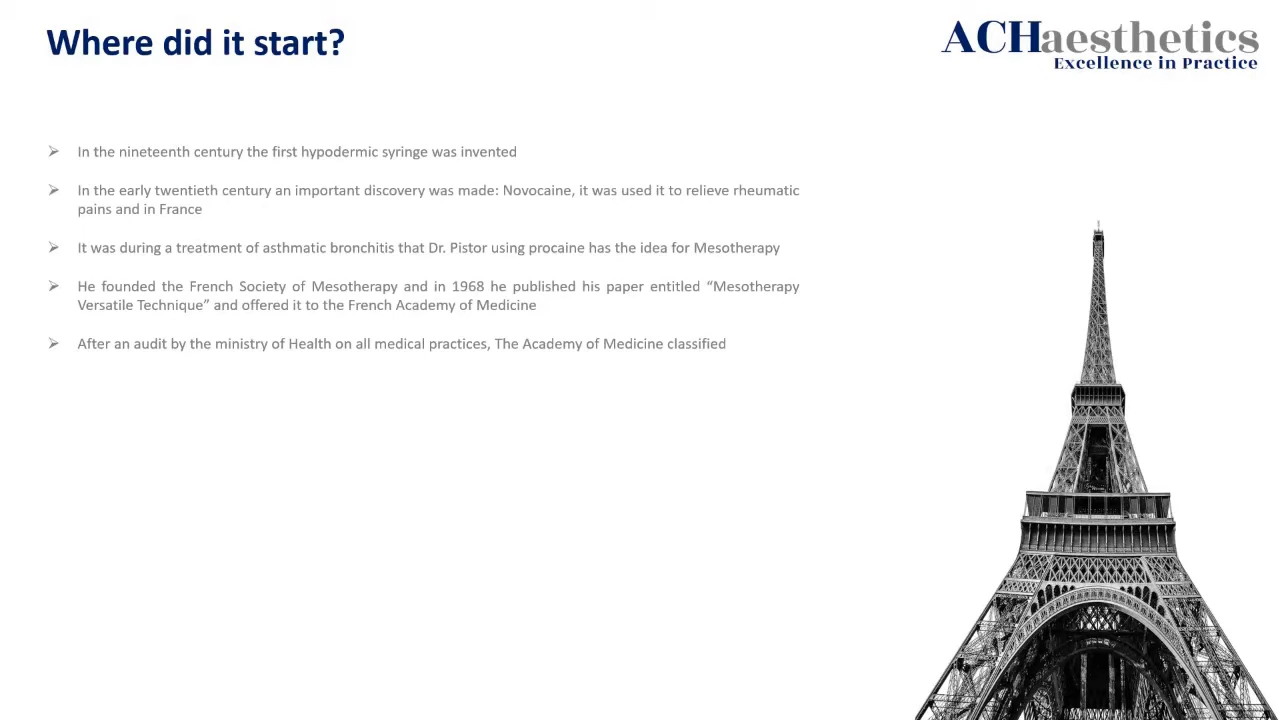 Where did it start?
ACHaesthetics
Excellence in Practice
In the nineteenth century the first hypodermic syringe was invented
In the early twentieth century an important discovery was made: Novocaine, it was used it to relieve rheumatic
pains and in France
It was during a treatment of asthmatic bronchitis that Dr. Pistor using procaine has the idea for Mesotherapy
He founded the French Society of Mesotherapy and in 1968 he published his paper entitled “Mesotherapy
Versatile Technique” and offered it to the French Academy of Medicine
After an audit by the ministry of Health on all medical practices, The Academy of Medicine classified